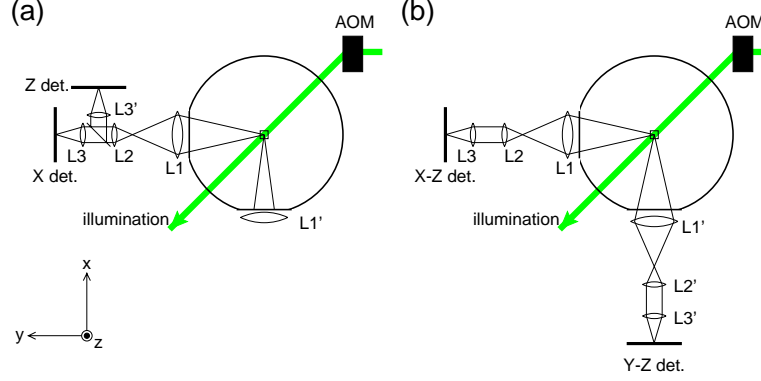 (a)
AOM
Z det.
L3'
L3
L2
L1
X det.
illumination
L1'
x
y
z
(b)
AOM
L3
L2
L1
X-Z det.
illumination
L1'
L2'
L3'
Y-Z det.